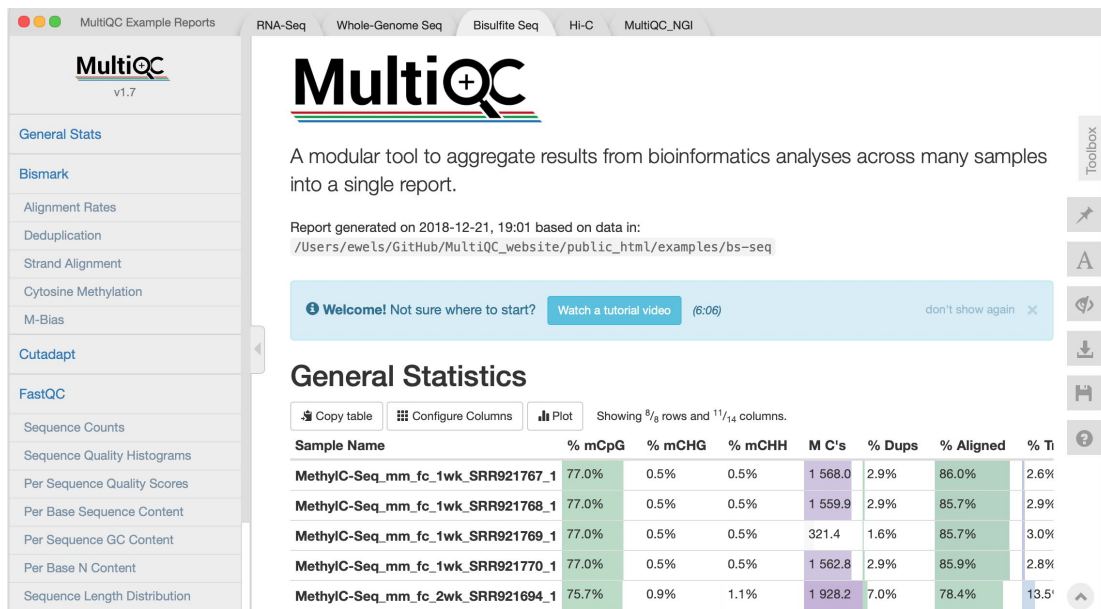 MultiQC Example Reports
RNA-Seq
Whole-Genome Seq
Bisulfite Seq
Hi-C
MultiQC_NGI
MultiQC
v1.7
General Stats
Bismark
Alignment Rates
Deduplication
Strand Alignment
Cytosine Methylation
M-Bias
Cutadapt
FastQC
Sequence Counts
Sequence Quality Histograms
Per Sequence Quality Scores
Per Base Sequence Content
Per Sequence GC Content
Per Base N Content
Sequence Length Distribution
MultiQC
A modular tool to aggregate results from bioinformatics analyses across many samples
into a single report.
Report generated on 2018-12-21, 19:01 based on data in:
/Users/ewels/GitHub/MultiQC_website/public_html/examples/bs-seq
Welcome! Not sure where to start? Watch a tutorial video (6:06) don't show again ×
General Statistics
Copy table Configure Columns Plot Showing 8/8 rows and 11/14 columns.
Sample Name % mCpG % mCHG % mCHH M C's % Dups % Aligned
MethylC-Seq_mm_fc_1wk_SRR921767_1 77.0% 0.5% 0.5% 1 568.0 2.9% 86.0% 2.6%
MethylC-Seq_mm_fc_1wk_SRR921768_1 77.0% 0.5% 0.5% 1 559.9 2.9% 85.7% 2.9%
MethylC-Seq_mm_fc_1wk_SRR921769_1 77.0% 0.5% 0.5% 321.4 1.6% 85.7% 3.0%
MethylC-Seq_mm_fc_1wk_SRR921770_1 77.0% 0.5% 0.5% 1 562.8 2.9% 85.9% 2.8%
MethylC-Seq_mm_fc_2wk_SRR921694_1 75.7% 0.9% 1.1% 1 928.2 7.0% 78.4% 13.5
Toolbox
A